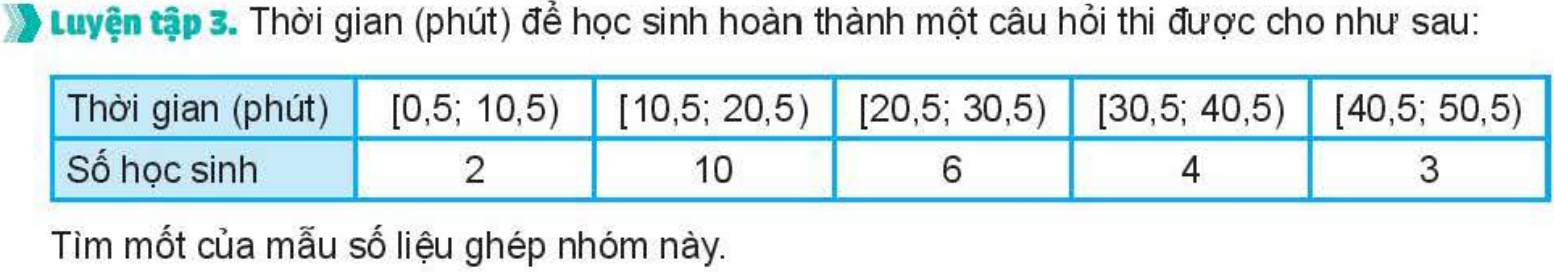 Luyện tập 3. Thời gian (phút) để học sinh hoàn thành một câu hỏi thi được cho như sau:
Thời gian (phút) [0,5; 10,5) [10,5; 20,5) [20,5; 30,5) [30,5; 40,5) [40,5; 50,5)
Số học sinh 2 10 6 4 3
Tìm mốt của mẫu số liệu ghép nhóm này.